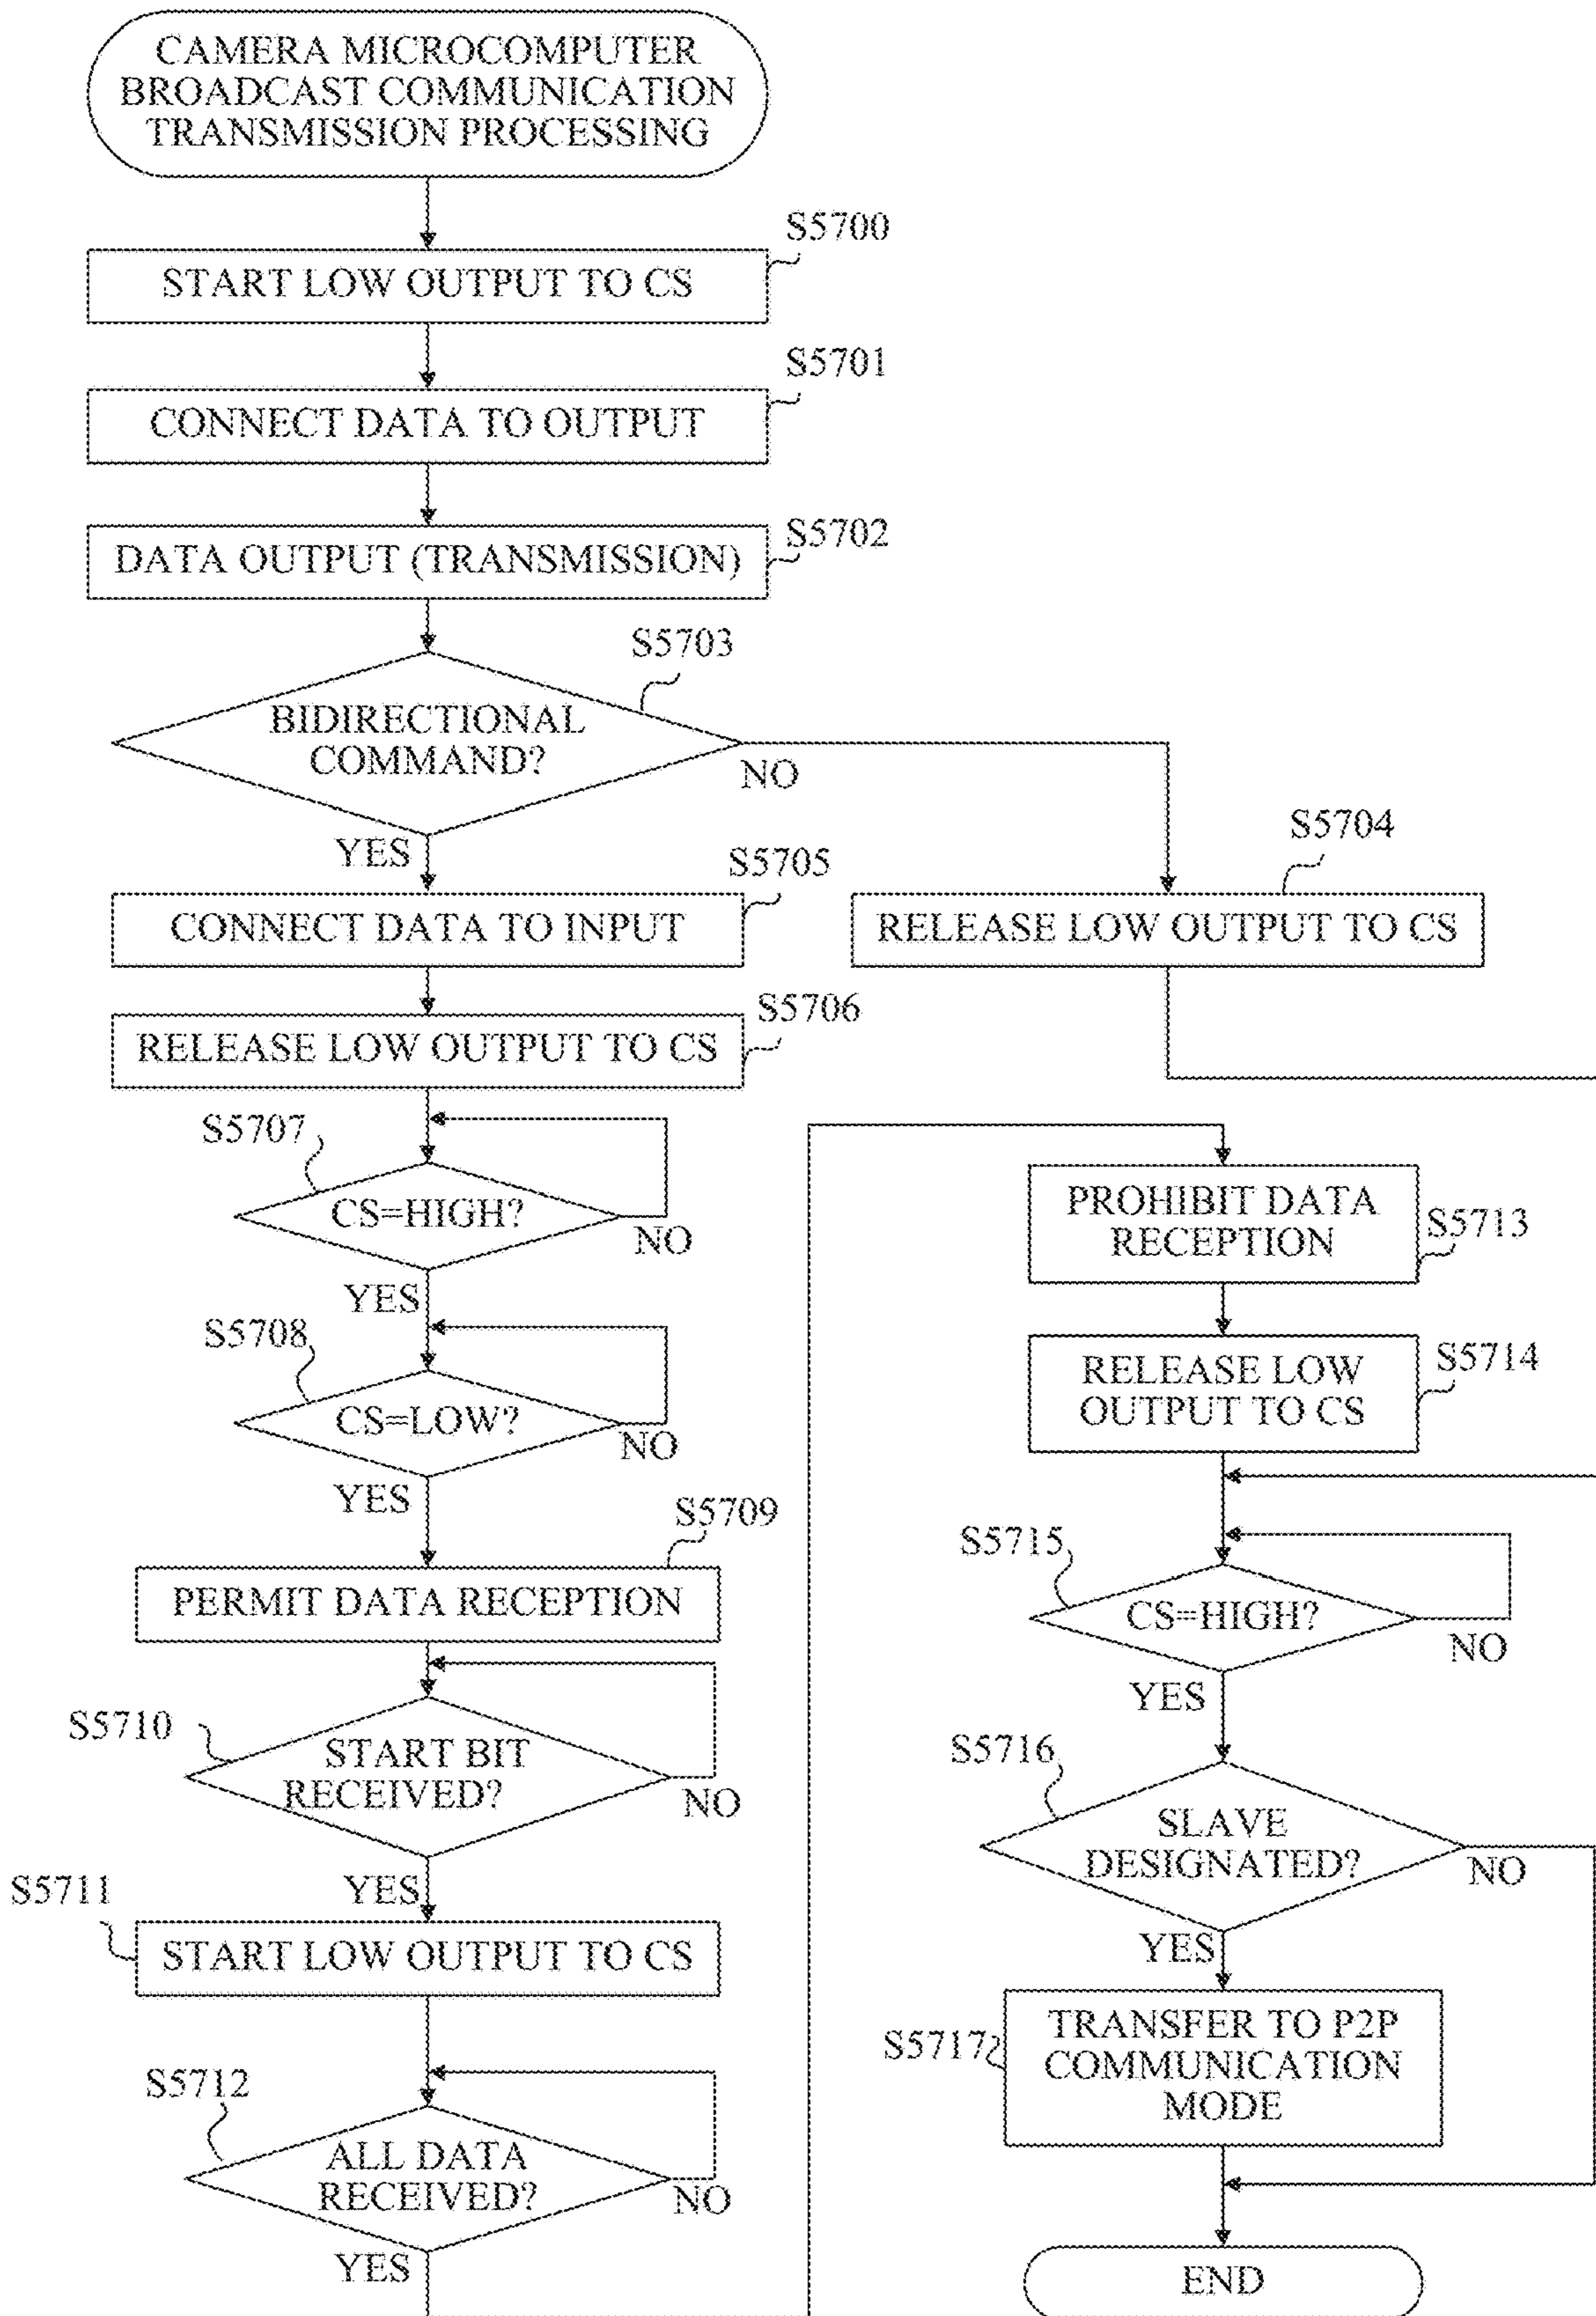 CAMERA MICROCOMPUTER
BROADCAST COMMUNICATION
TRANSMISSION PROCESSING
S5700
START LOW OUTPUT TO CS
S5701
CONNECT DATA TO OUTPUT
S5702
DATA OUTPUT (TRANSMISSION)
S5703
BIDIRECTIONAL
COMMAND?
NO
YES
S5704
RELEASE LOW OUTPUT TO CS
S5705
CONNECT DATA TO INPUT
S5706
RELEASE LOW OUTPUT TO CS
S5707
CS=HIGH?
NO
YES
S5708
CS=LOW?
NO
YES
S5709
PERMIT DATA RECEPTION
S5710
START BIT
RECEIVED?
NO
YES
S5711
START LOW OUTPUT TO CS
S5712
ALL DATA
RECEIVED?
NO
YES
PROHIBIT DATA
RECEPTION
S5713
RELEASE LOW
OUTPUT TO CS
S5714
S5715
CS=HIGH?
NO
YES
S5716
SLAVE
DESIGNATED?
NO
YES
S5717
TRANSFER TO P2P
COMMUNICATION
MODE
END